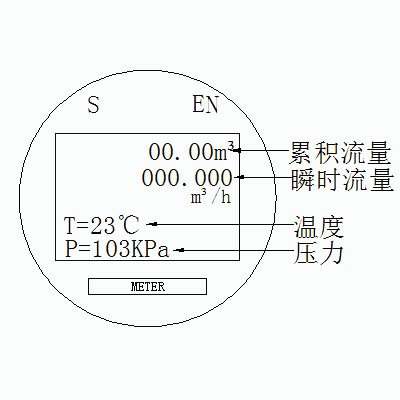 S EN
00.00m³ 累积流量
000.000 瞬时流量
m³/h
T=23℃ 温度
P=103KPa 压力
METER